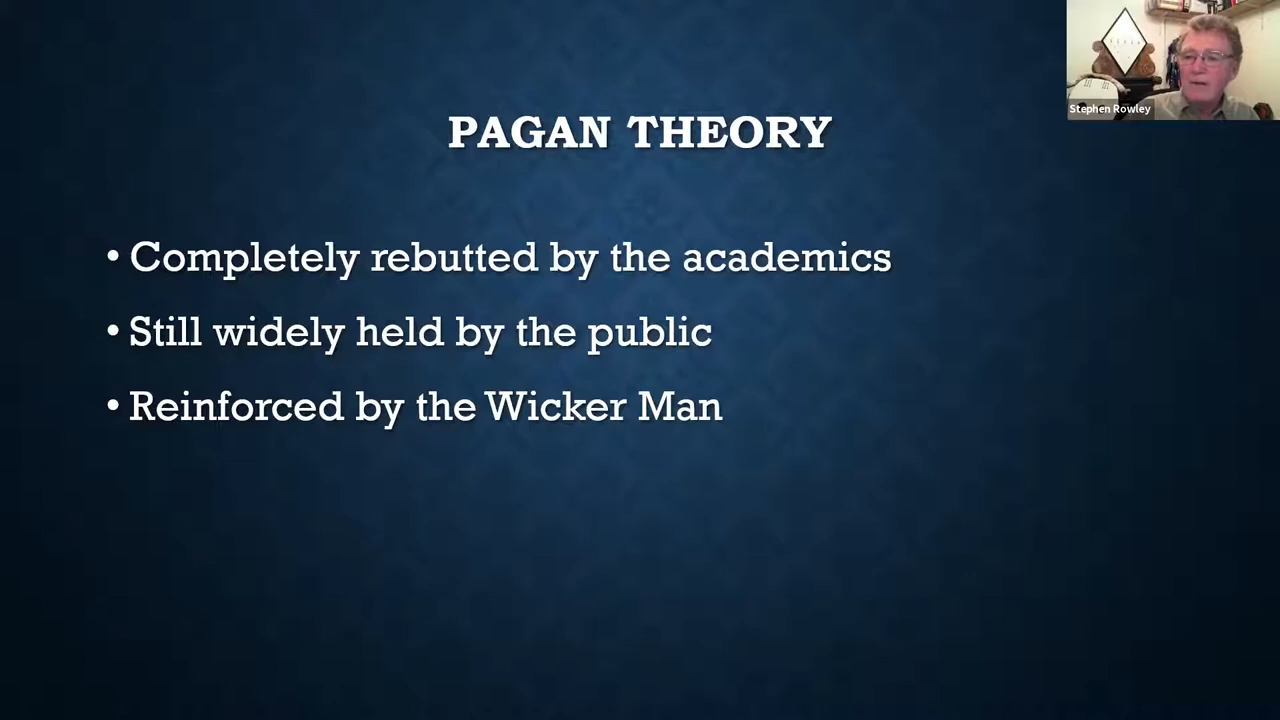 PAGAN THEORY
• Completely rebutted by the academics
• Still widely held by the public
• Reinforced by the Wicker Man
Stephen Rowley